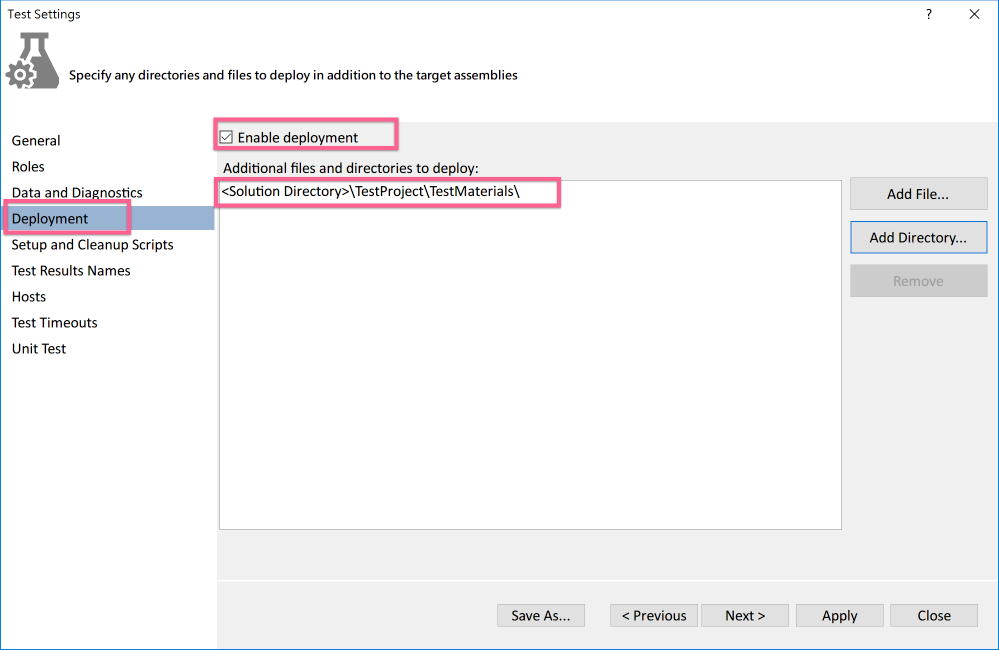 Test Settings
?
Specify any directories and files to deploy in addition to the target assemblies
General
Roles
Data and Diagnostics
Deployment
Setup and Cleanup Scripts
Test Results Names
Hosts
Test Timeouts
Unit Test
Enable deployment
Additional files and directories to deploy:
<Solution Directory>\TestProject\TestMaterials\
Add File...
Add Directory...
Remove
Save As...
< Previous
Next >
Apply
Close